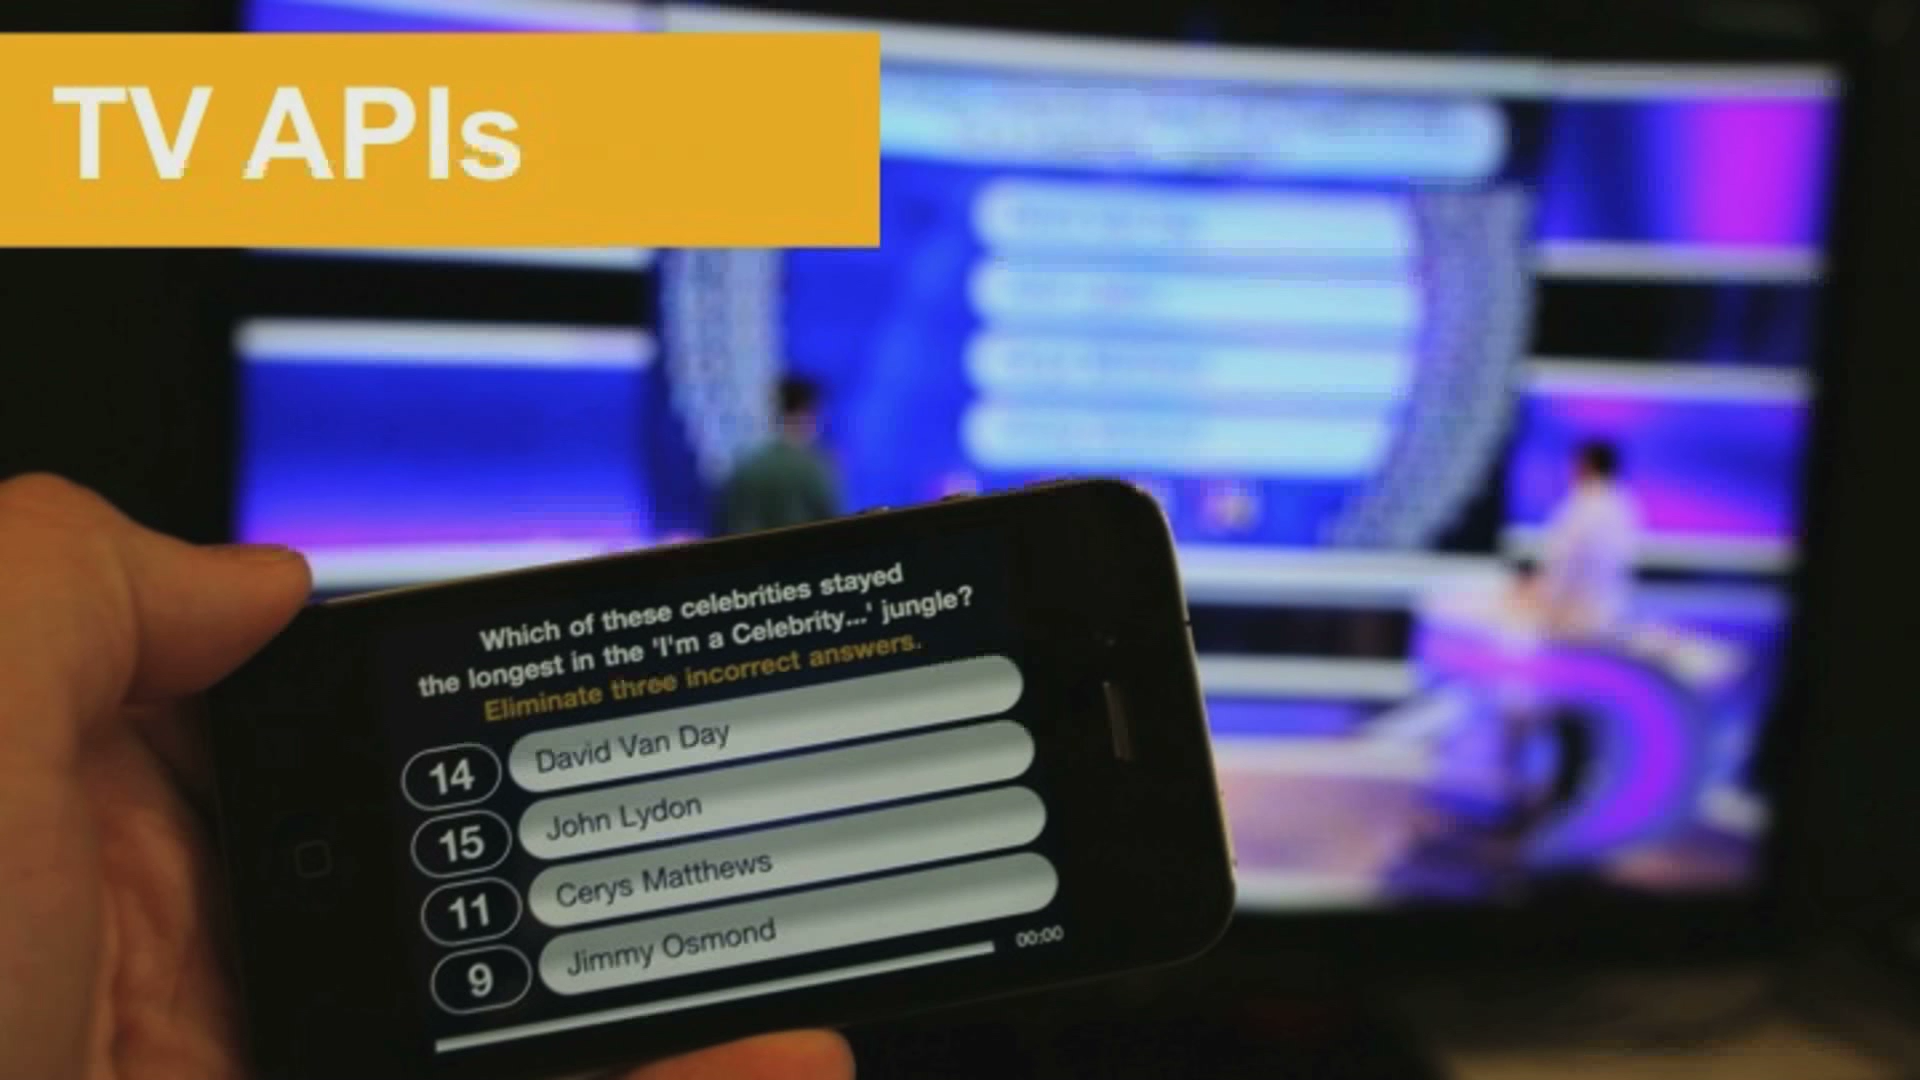 TV APIs
Which of these celebrities stayed
the longest in the 'I'm a Celebrity...' jungle?
Eliminate three incorrect answers.
14 David Van Day
15 John Lydon
11 Cerys Matthews
9 Jimmy Osmond
00:00